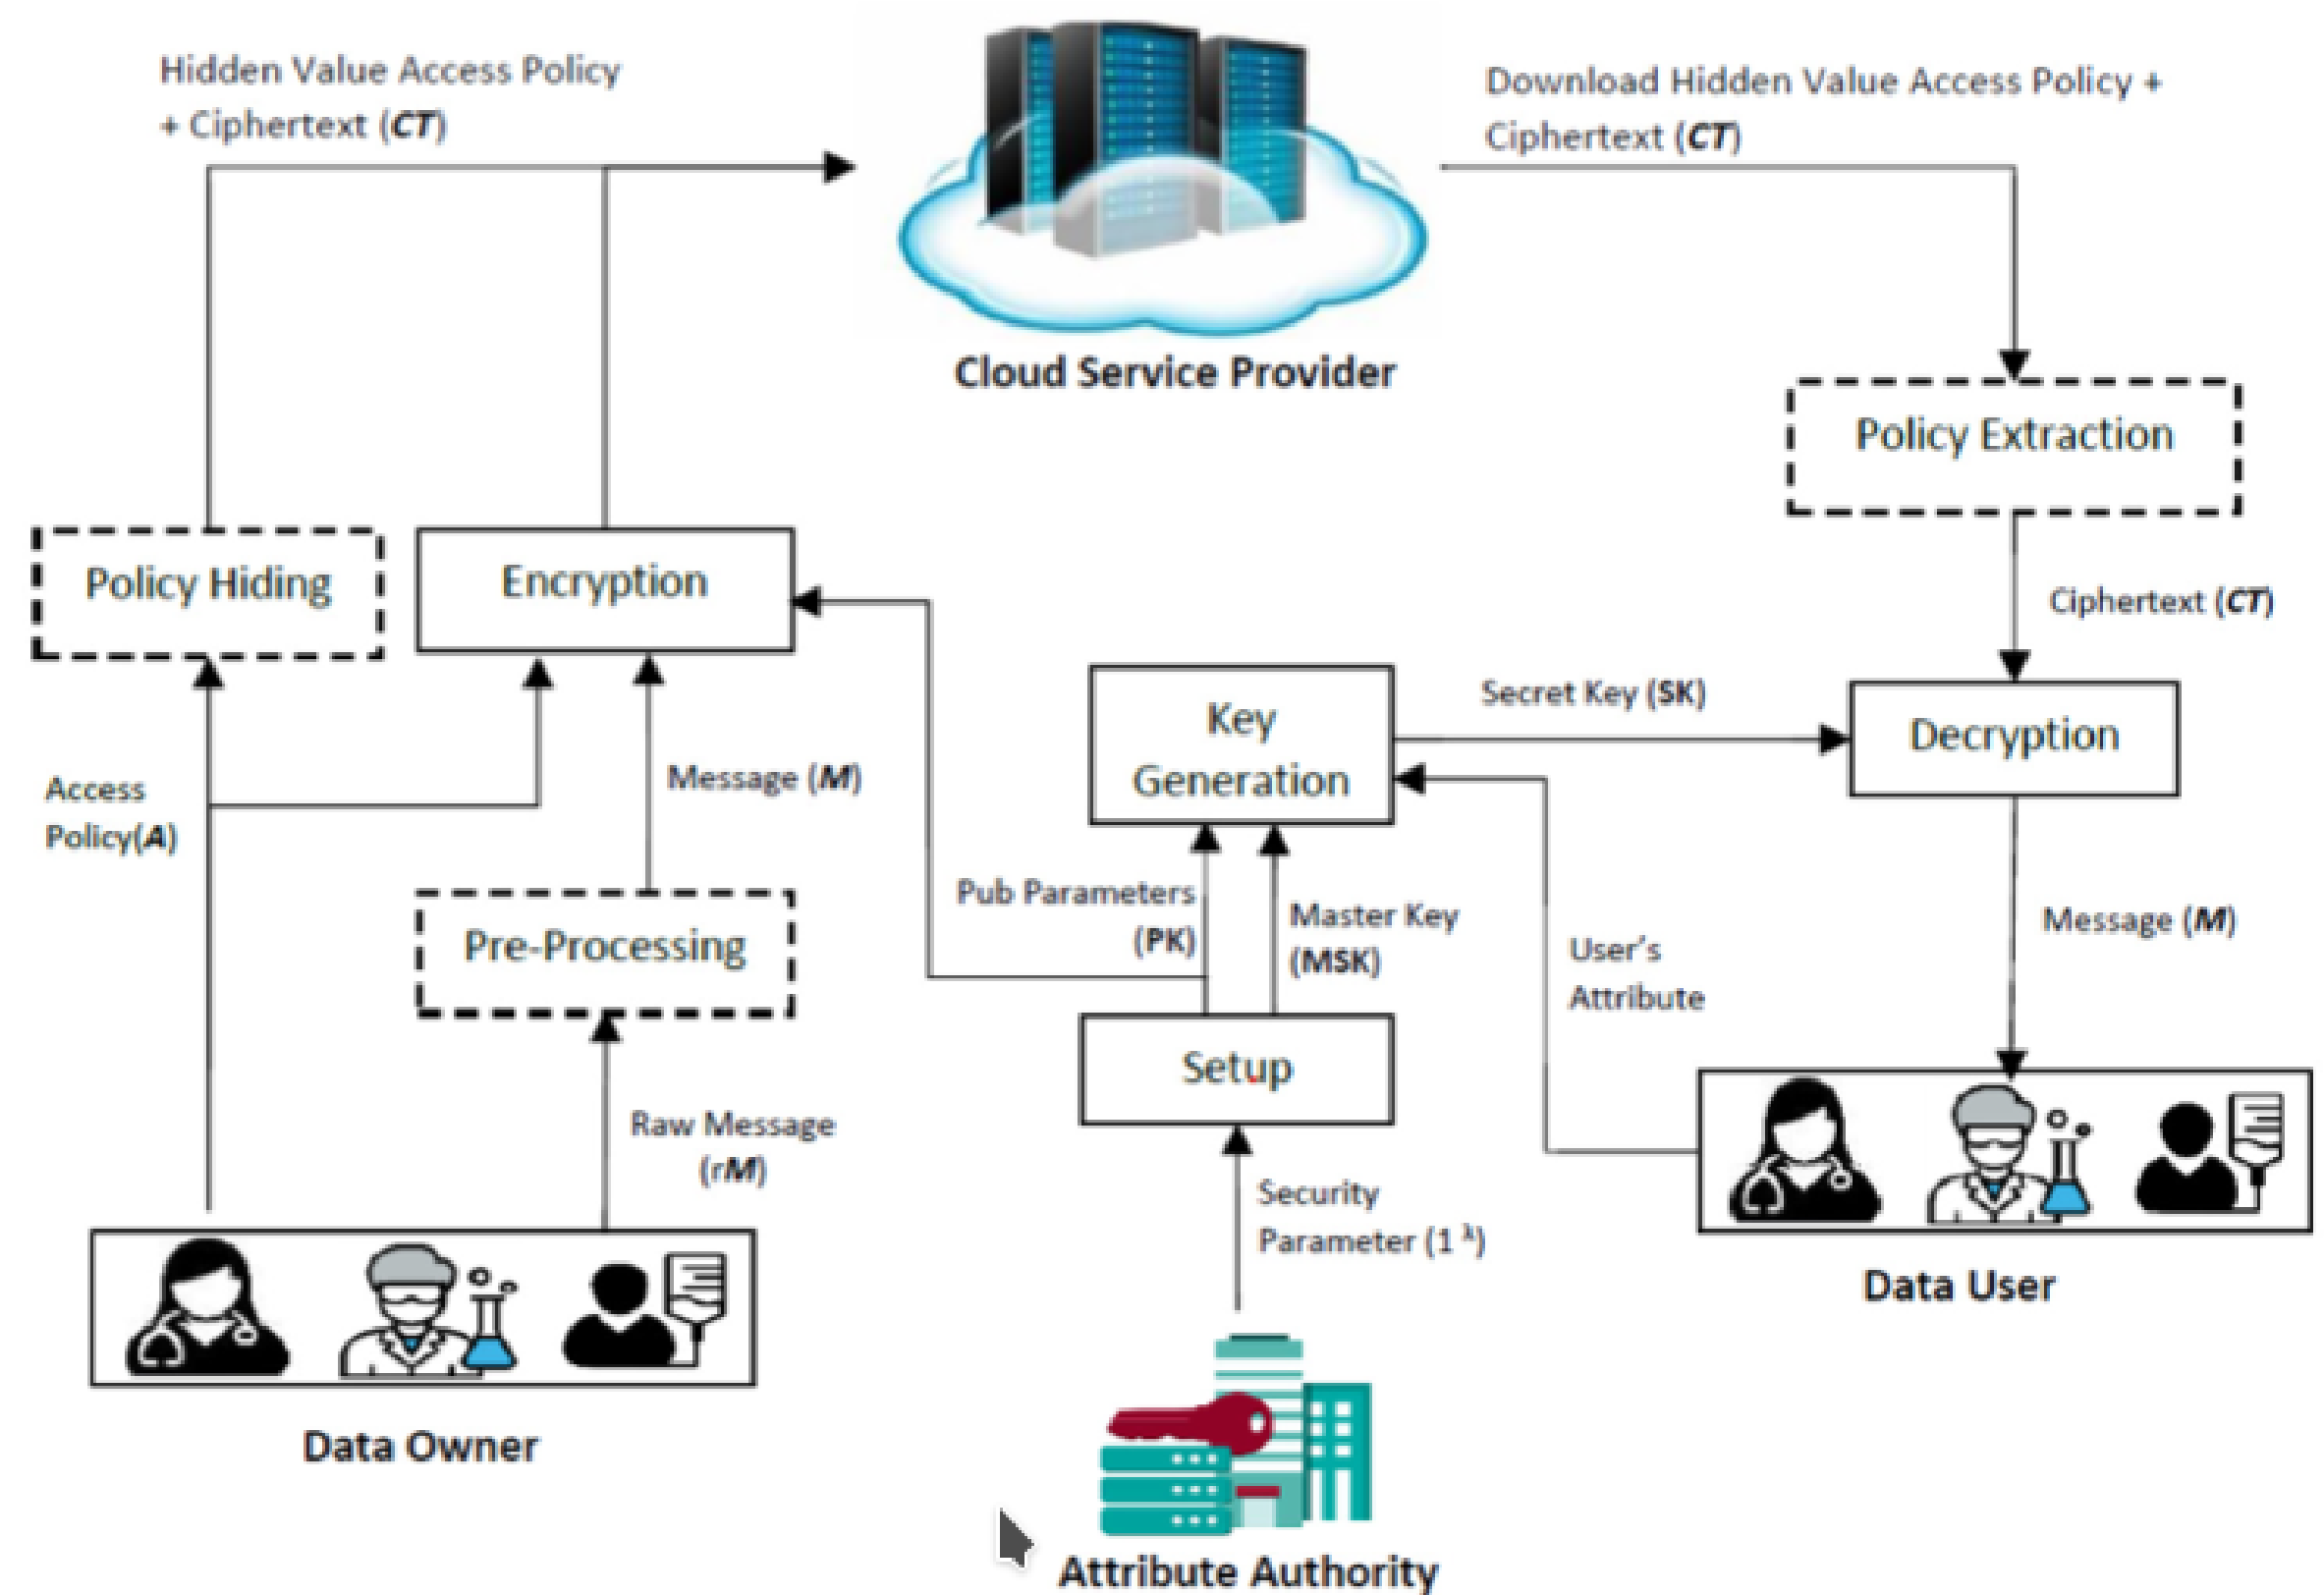 Hidden Value Access Policy
+ Ciphertext (CT)
Download Hidden Value Access Policy +
Ciphertext (CT)
Cloud Service Provider
Policy Extraction
Policy Hiding
Encryption
Ciphertext (CT)
Key
Generation
Secret Key (SK)
Decryption
Access
Policy(A)
Message (M)
Pub Parameters
(PK)
Master Key
(MSK)
User's
Attribute
Message (M)
Pre-Processing
Setup
Raw Message
(rM)
Security
Parameter (1 λ)
Data User
Data Owner
Attribute Authority